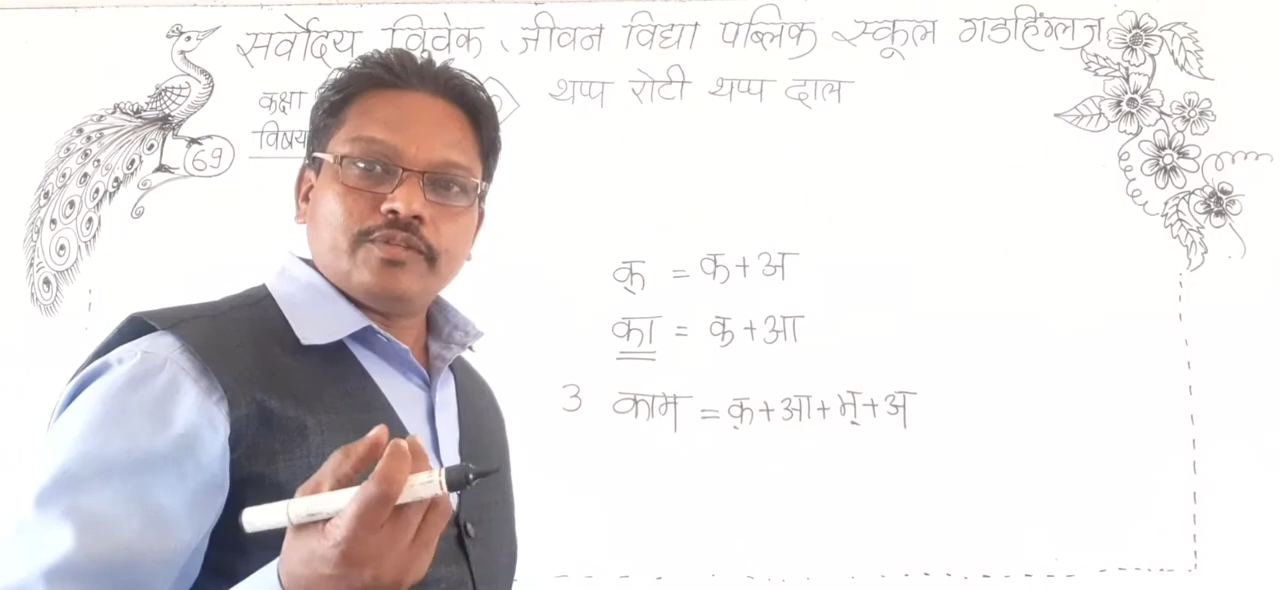 सर्वोदय विवेक जीवन विद्या पब्लिक स्कूल गडहिंग्लज
कक्षा थप्प रोटी थप्प दाल
विषय
69
क् = क + अ
का = क् + आ
3 काम = क् + आ + म् + अ